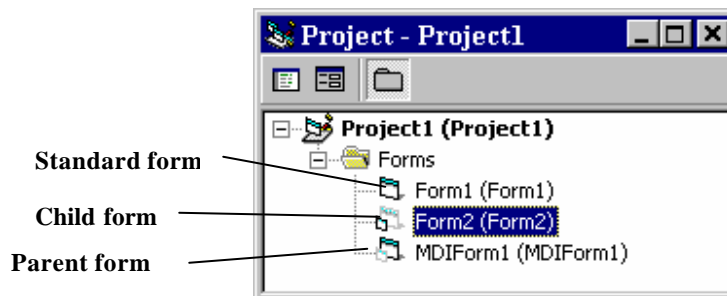 Project - Project1
Project1 (Project1)
Forms
Standard form
Form1 (Form1)
Child form
Form2 (Form2)
Parent form
MDIForm1 (MDIForm1)